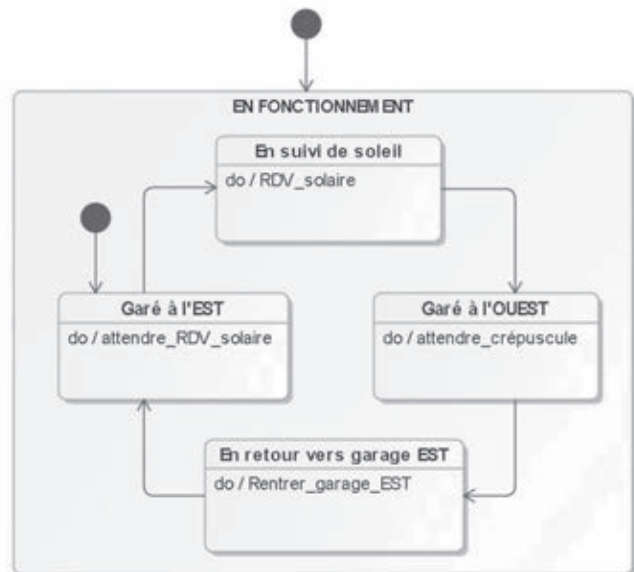 EN FONCTIONNEMENT
En suivi de soleil
do / RDV_solaire
Garé à l'EST
do / attendre_RDV_solaire
Garé à l'OUEST
do / attendre_crépuscule
En retour vers garage EST
do / Rentrer_garage_EST